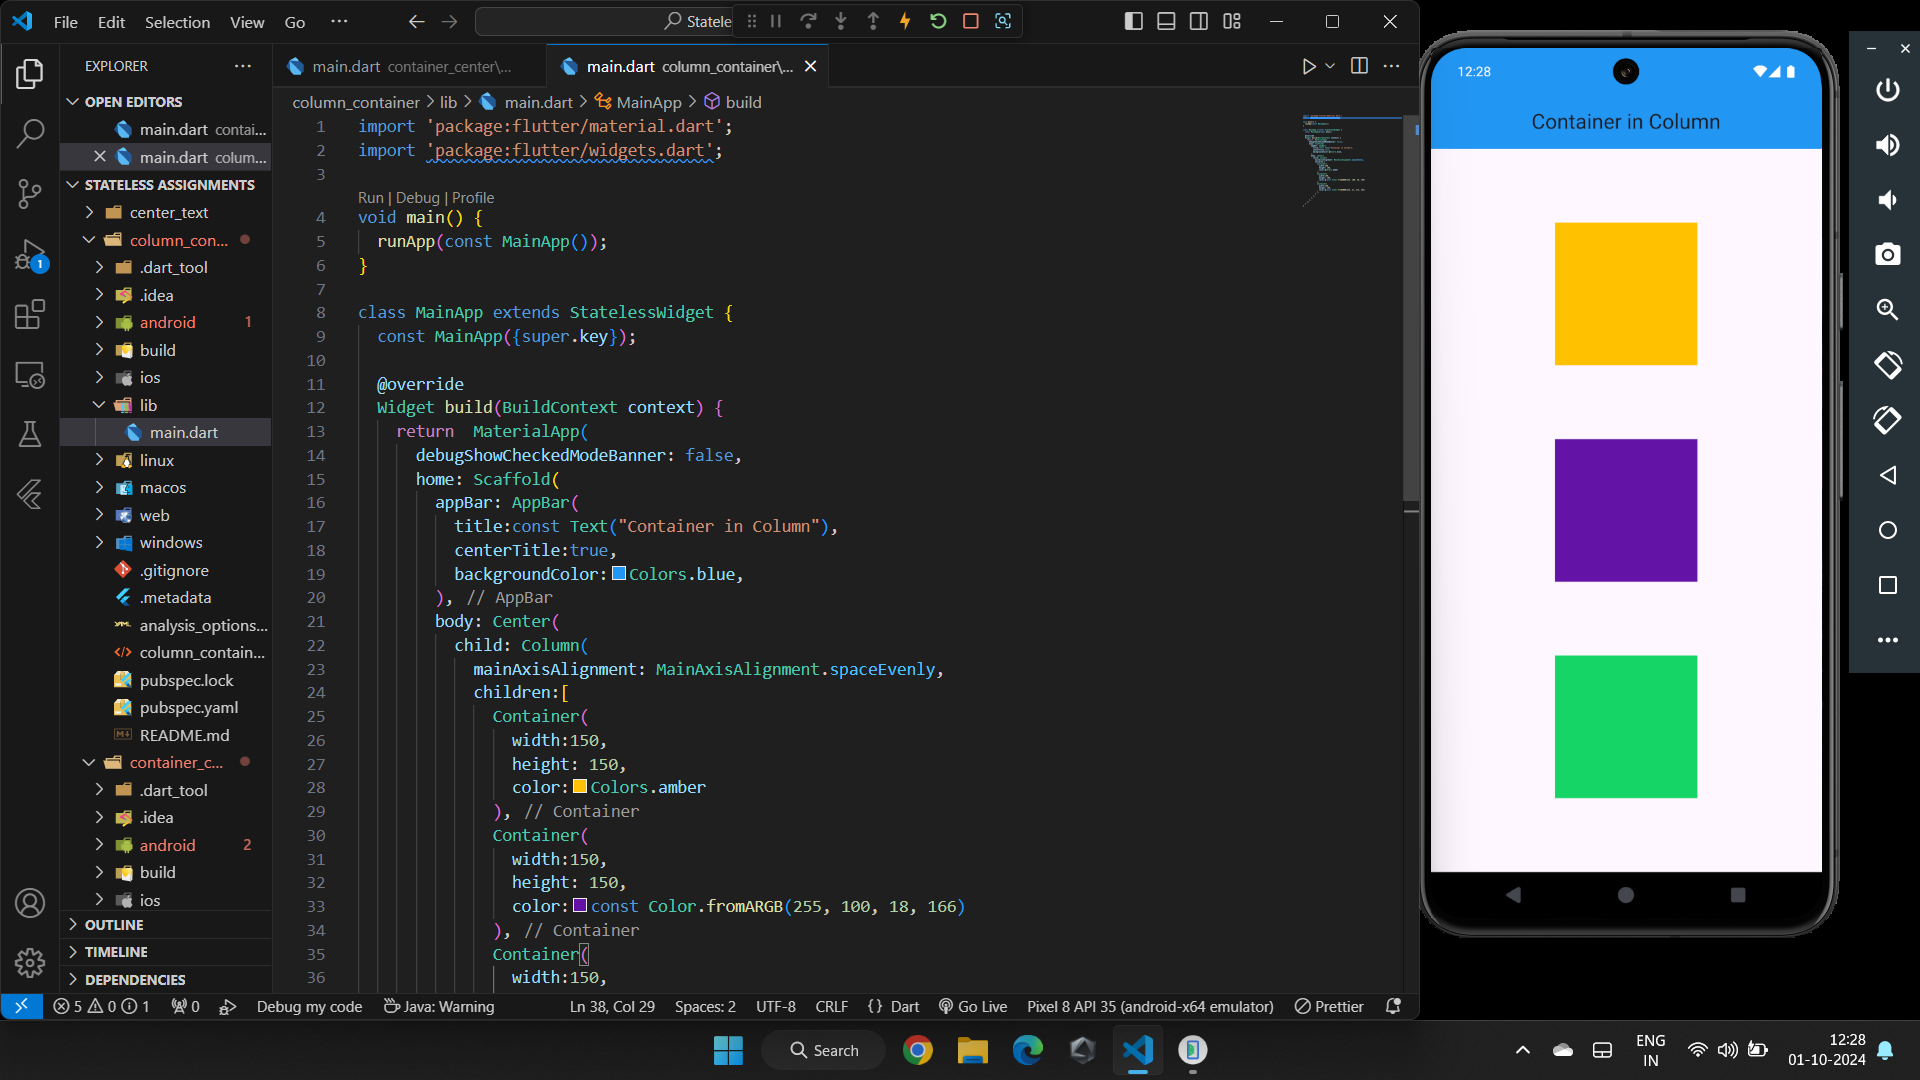 File Edit Selection View Go ··· Statele
EXPLORER
OPEN EDITORS
main.dart contai...
main.dart colum...
STATELESS ASSIGNMENTS
center_text
column_con...
.dart_tool
.idea
android 1
build
ios
lib
main.dart
linux
macos
web
windows
.gitignore
.metadata
analysis_options...
column_contain...
pubspec.lock
pubspec.yaml
README.md
container_c...
.dart_tool
.idea
android 2
build
ios
OUTLINE
TIMELINE
DEPENDENCIES
1
main.dart container_center\...
main.dart column_container\...
column_container > lib > main.dart > MainApp > build
1 import 'package:flutter/material.dart';
2 import 'package:flutter/widgets.dart';
3
Run | Debug | Profile
4 void main() {
5 runApp(const MainApp());
6 }
7
8 class MainApp extends StatelessWidget {
9 const MainApp({super.key});
10
11 @override
12 Widget build(BuildContext context) {
13 return  MaterialApp(
14 debugShowCheckedModeBanner: false,
15 home: Scaffold(
16 appBar: AppBar(
17 title:const Text("Container in Column"),
18 centerTitle:true,
19 backgroundColor:Colors.blue,
20 ), // AppBar
21 body: Center(
22 child: Column(
23 mainAxisAlignment: MainAxisAlignment.spaceEvenly,
24 children:[
25 Container(
26 width:150,
27 height: 150,
28 color:Colors.amber
29 ), // Container
30 Container(
31 width:150,
32 height: 150,
33 color:const Color.fromARGB(255, 100, 18, 166)
34 ), // Container
35 Container(
36 width:150,
5 0 1 0 Debug my code Java: Warning Ln 38, Col 29 Spaces: 2 UTF-8 CRLF {} Dart Go Live Pixel 8 API 35 (android-x64 emulator) Prettier
12:28
Container in Column
Search
ENG
IN
12:28
01-10-2024